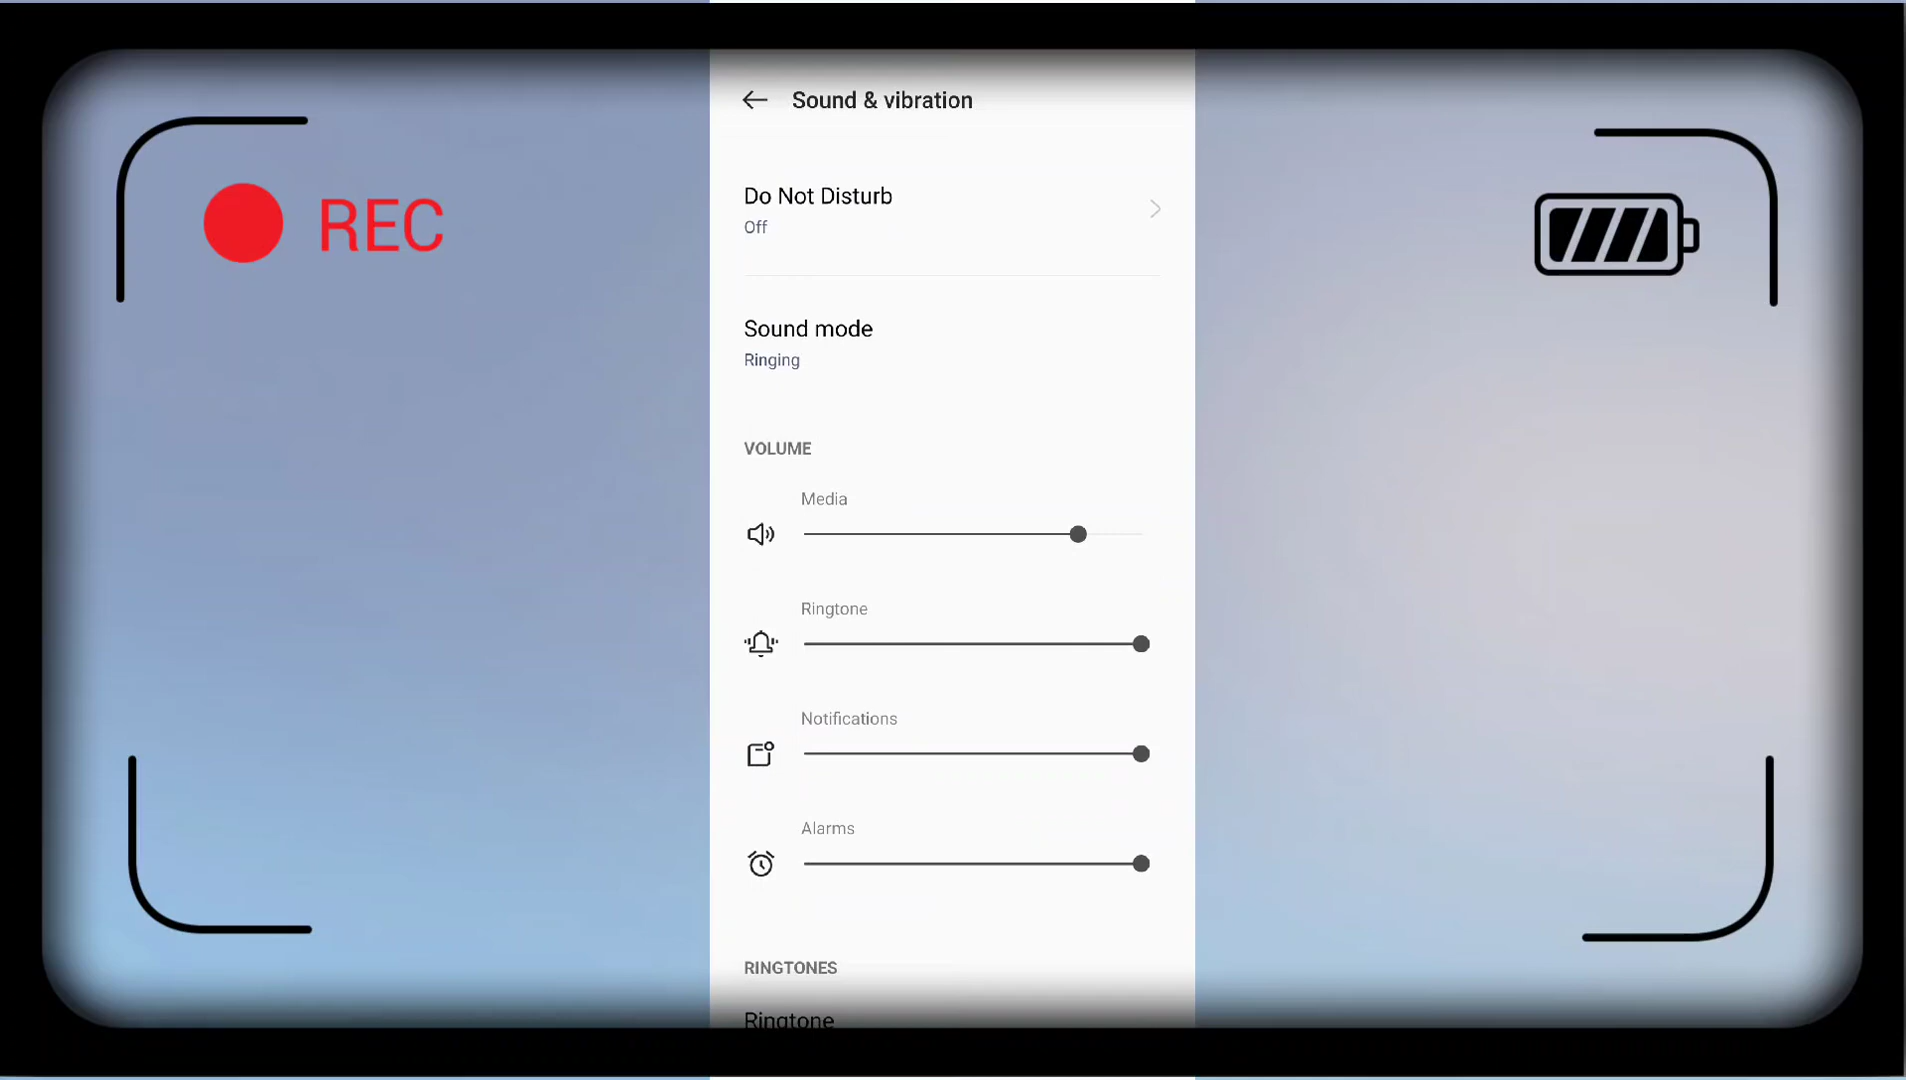 Sound & vibration
REC
Do Not Disturb
Off
Sound mode
Ringing
VOLUME
Media
Ringtone
Notifications
Alarms
RINGTONES
Ringtone